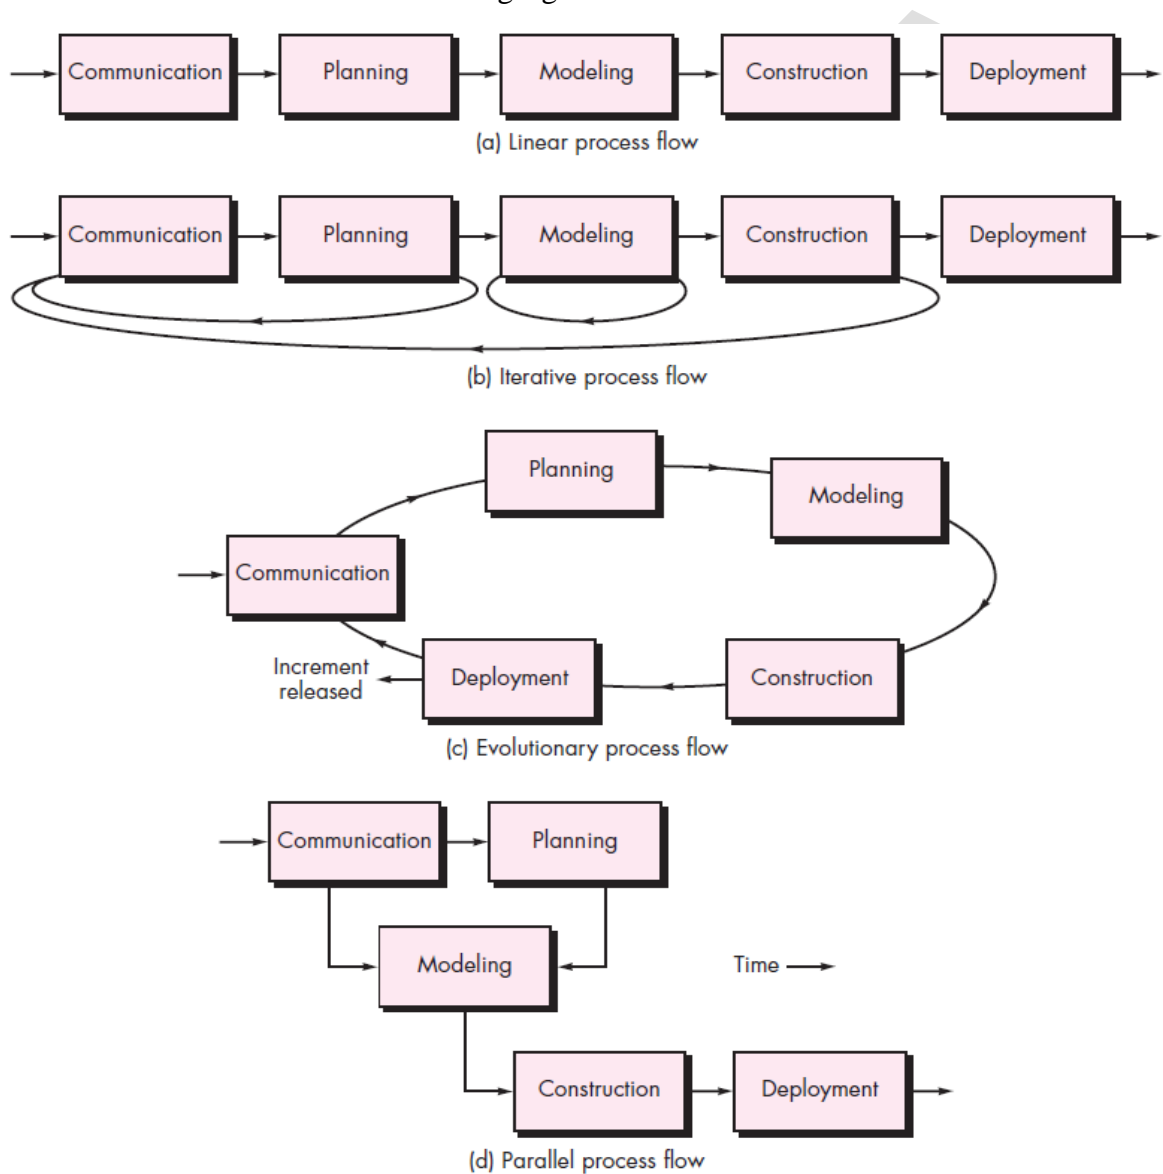 Communication Planning Modeling Construction Deployment
(a) Linear process flow
Communication Planning Modeling Construction Deployment
(b) Iterative process flow
Planning
Modeling
Communication
Increment
released
Deployment
Construction
(c) Evolutionary process flow
Communication Planning
Modeling
Time
Construction Deployment
(d) Parallel process flow